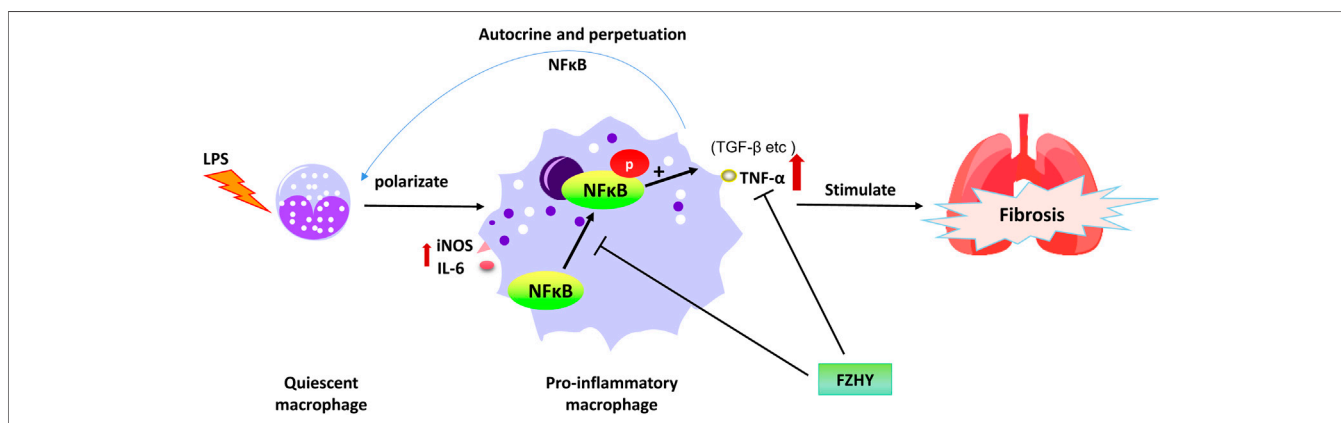 Autocrine and perpetuation
NFκB
LPS
polarizate
iNOS
IL-6
p
NFκB
+
NFκB
(TGF-β etc )
TNF-α
Stimulate
Fibrosis
FZHY
Quiescent
macrophage
Pro-inflammatory
macrophage